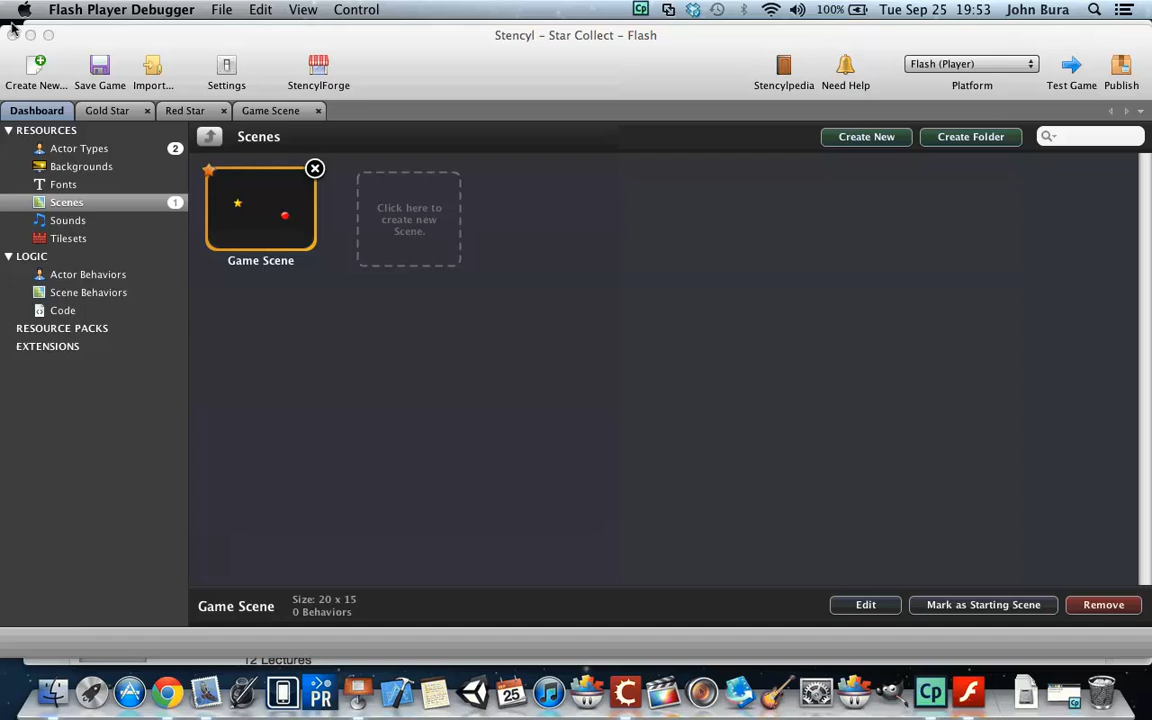 Flash Player Debugger File Edit View Control 100% Tue Sep 25 19:53 John Bura
Stencyl - Star Collect - Flash
Create New... Save Game Import... Settings StencylForge Flash (Player) Platform Stencylpedia Need Help Test Game Publish
Dashboard Gold Star Red Star Game Scene
RESOURCES
Actor Types 2
Backgrounds
Fonts
Scenes 1
Sounds
Tilesets
LOGIC
Actor Behaviors
Scene Behaviors
Code
RESOURCE PACKS
EXTENSIONS
Scenes Create New Create Folder
Click here to
create new
Scene.
Game Scene
Game Scene Size: 20 x 15
0 Behaviors
Edit Mark as Starting Scene Remove
12 Lectures
PR 25 Cp